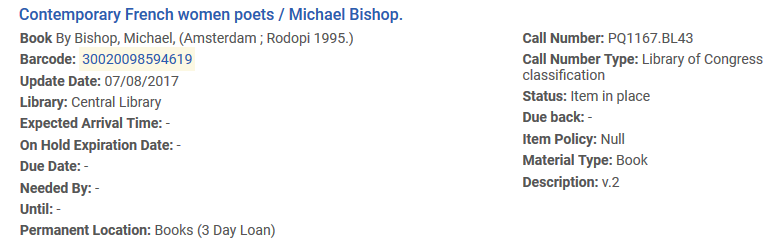 Contemporary French women poets / Michael Bishop.
Book By Bishop, Michael, (Amsterdam ; Rodopi 1995.)
Barcode: 30020098594619
Update Date: 07/08/2017
Library: Central Library
Expected Arrival Time: -
On Hold Expiration Date: -
Due Date: -
Needed By: -
Until: -
Permanent Location: Books (3 Day Loan)
Call Number: PQ1167.BL43
Call Number Type: Library of Congress
classification
Status: Item in place
Due back: -
Item Policy: Null
Material Type: Book
Description: v.2